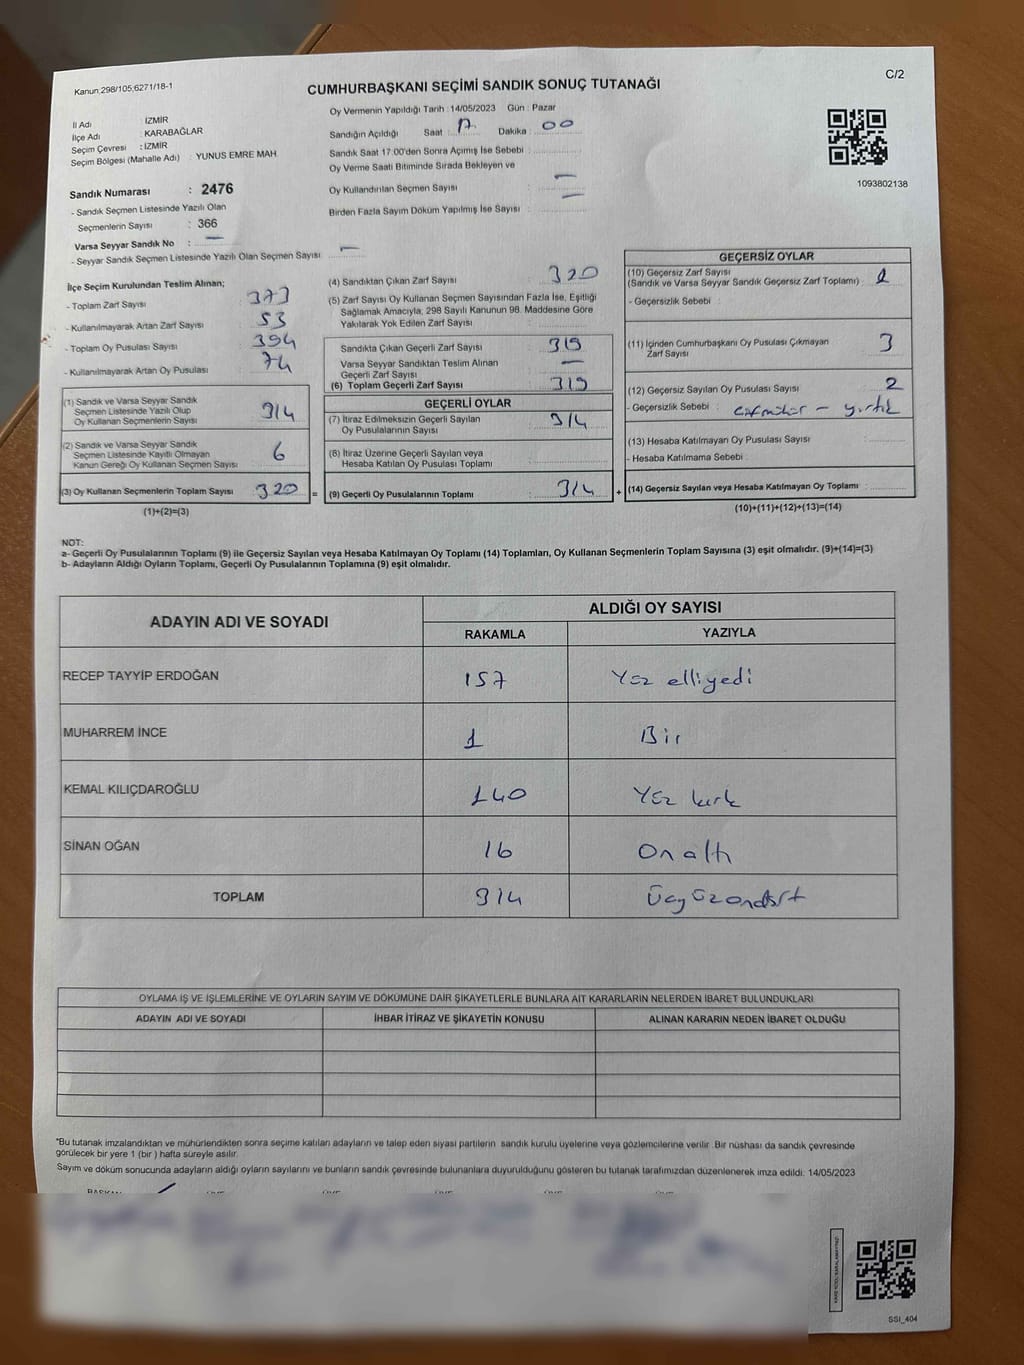 Kanun 298/105,6271/18-1
C/2
CUMHURBAŞKANI SEÇİMİ SANDIK SONUÇ TUTANAĞI
İl Adı : İZMİR
İlçe Adı : KARABAĞLAR
Seçim Çevresi : İZMİR
Seçim Bölgesi (Mahalle Adı) : YUNUS EMRE MAH.
Sandık Numarası : 2476
- Sandık Seçmen Listesinde Yazılı Olan
Seçmenlerin Sayısı : 366
Varsa Seyyar Sandık No : —
- Seyyar Sandık Seçmen Listesinde Yazılı Olan Seçmen Sayısı —
Oy Vermenin Yapıldığı Tarih : 14/05/2023 Gün : Pazar
Sandığın Açıldığı Saat : 17 Dakika : 00
Sandık Saat 17:00'den Sonra Açımış İse Sebebi :
Oy Verme Saati Bitiminde Sırada Bekleyen ve
Oy Kullandırılan Seçmen Sayısı : —
Birden Fazla Sayım Döküm Yapılmış İse Sayısı : —
1093802138
İlçe Seçim Kurulundan Teslim Alınan;
- Toplam Zarf Sayısı 373
- Kullanılmayarak Artan Zarf Sayısı 53
- Toplam Oy Pusulası Sayısı 394
- Kullanılmayarak Artan Oy Pusulası 74
(1) Sandık ve Varsa Seyyar Sandık
Seçmen Listesinde Yazılı Olup
Oy Kullanan Seçmenlerin Sayısı 314
(2) Sandık ve Varsa Seyyar Sandık
Seçmen Listesinde Kayıtlı Olmayan
Kanun Gereği Oy Kullanan Seçmen Sayısı 6
(3) Oy Kullanan Seçmenlerin Toplam Sayısı 320 =
(1)+(2)=(3)
(4) Sandıktan Çıkan Zarf Sayısı 320
(5) Zarf Sayısı Oy Kullanan Seçmen Sayısından Fazla İse, Eşitliği
Sağlamak Amacıyla, 298 Sayılı Kanunun 98. Maddesine Göre
Yakılarak Yok Edilen Zarf Sayısı
Sandıkta Çıkan Geçerli Zarf Sayısı 319
Varsa Seyyar Sandıktan Teslim Alınan
Geçerli Zarf Sayısı —
(6) Toplam Geçerli Zarf Sayısı 319
GEÇERLİ OYLAR
(7) İtiraz Edilmeksizin Geçerli Sayılan
Oy Pusulalarının Sayısı 314
(8) İtiraz Üzerine Geçerli Sayılan veya
Hesaba Katılan Oy Pusulası Toplamı
(9) Geçerli Oy Pusulalarının Toplamı 314 +
GEÇERSİZ OYLAR
(10) Geçersiz Zarf Sayısı
(Sandık ve Varsa Seyyar Sandık Geçersiz Zarf Toplamı) : 1
- Geçersizlik Sebebi :
(11) İçinden Cumhurbaşkanı Oy Pusulası Çıkmayan
Zarf Sayısı 3
(12) Geçersiz Sayılan Oy Pusulası Sayısı 2
- Geçersizlik Sebebi : çift mühür - yırtık
(13) Hesaba Katılmayan Oy Pusulası Sayısı
- Hesaba Katılmama Sebebi :
(14) Geçersiz Sayılan veya Hesaba Katılmayan Oy Toplamı :
(10)+(11)+(12)+(13)=(14)
NOT:
a- Geçerli Oy Pusulalarının Toplamı (9) ile Geçersiz Sayılan veya Hesaba Katılmayan Oy Toplamı (14) Toplamları, Oy Kullanan Seçmenlerin Toplam Sayısına (3) eşit olmalıdır. (9)+(14)=(3)
b- Adayların Aldığı Oyların Toplamı, Geçerli Oy Pusulalarının Toplamına (9) eşit olmalıdır.
ADAYIN ADI VE SOYADI ALDIĞI OY SAYISI
RAKAMLA YAZIYLA
RECEP TAYYİP ERDOĞAN 157 Yüz elliyedi
MUHARREM İNCE 1 Bir
KEMAL KILIÇDAROĞLU 140 Yüz kırk
SİNAN OĞAN 16 On altı
TOPLAM 314 Üçyüzondört
OYLAMA İŞ VE İŞLEMLERİNE VE OYLARIN SAYIM VE DÖKÜMÜNE DAİR ŞİKAYETLERLE BUNLARA AİT KARARLARIN NELERDEN İBARET BULUNDUKLARI
ADAYIN ADI VE SOYADI İHBAR İTİRAZ VE ŞİKAYETİN KONUSU ALINAN KARARIN NEDEN İBARET OLDUĞU
*Bu tutanak imzalandıktan ve mühürlendikten sonra seçime katılan adayların ve talep eden siyasi partilerin sandık kurulu üyelerine veya gözlemcilerine verilir. Bir nüshası da sandık çevresinde
görülecek bir yere 1 (bir) hafta süreyle asılır.
Sayım ve döküm sonucunda adayların aldığı oyların sayılarını ve bunların sandık çevresinde bulunanlara duyurulduğunu gösteren bu tutanak tarafımızdan düzenlenerek imza edildi. 14/05/2023
BAŞKAN ÜYE ÜYE ÜYE ÜYE
SSI_404